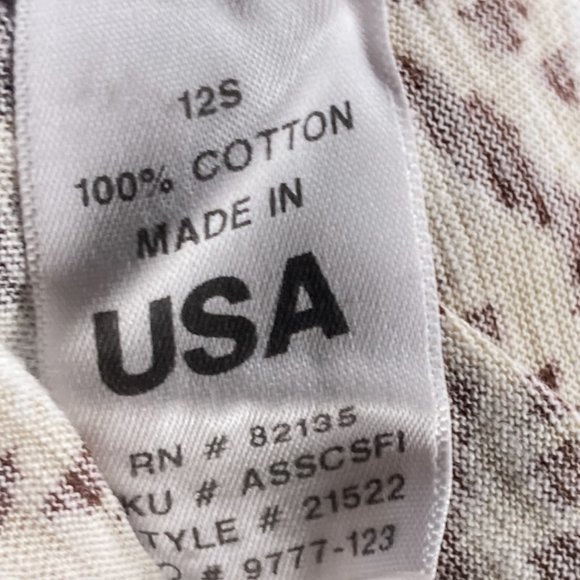 12S
100% COTTON
MADE IN
USA
RN # 82135
KU # ASSCSFI
TYLE # 21522
# 9777-123